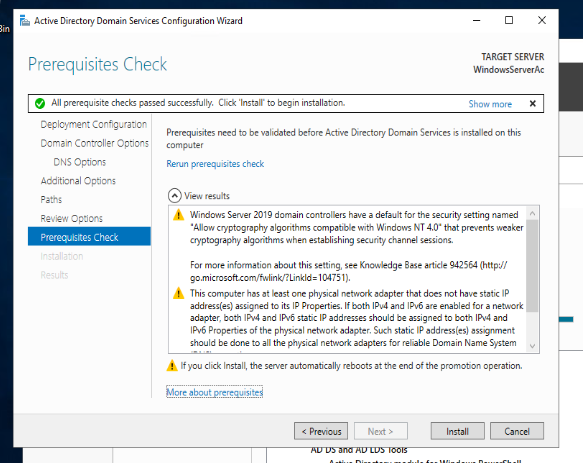 Bin
Active Directory Domain Services Configuration Wizard
Prerequisites Check
TARGET SERVER
WindowsServerAc
All prerequisite checks passed successfully. Click 'Install' to begin installation.
Show more
Deployment Configuration
Domain Controller Options
DNS Options
Additional Options
Paths
Review Options
Prerequisites Check
Installation
Results
Prerequisites need to be validated before Active Directory Domain Services is installed on this
computer
Rerun prerequisites check
View results
Windows Server 2019 domain controllers have a default for the security setting named
"Allow cryptography algorithms compatible with Windows NT 4.0" that prevents weaker
cryptography algorithms when establishing security channel sessions.
For more information about this setting, see Knowledge Base article 942564 (http://
go.microsoft.com/fwlink/?LinkId=104751).
This computer has at least one physical network adapter that does not have static IP
address(es) assigned to its IP Properties. If both IPv4 and IPv6 are enabled for a network
adapter, both IPv4 and IPv6 static IP addresses should be assigned to both IPv4 and
IPv6 Properties of the physical network adapter. Such static IP address(es) assignment
should be done to all the physical network adapters for reliable Domain Name System
If you click Install, the server automatically reboots at the end of the promotion operation.
More about prerequisites
< Previous
Next >
Install
Cancel
AD DS and AD LDS Tools
Active Directory module for Windows PowerShell